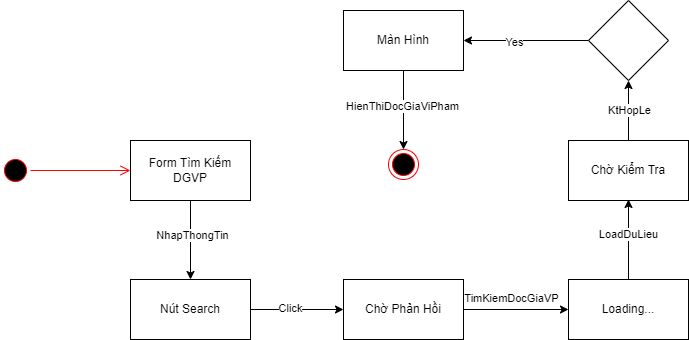 Màn Hình
Yes
HienThiDocGiaViPham
KtHopLe
Form Tìm Kiếm
DGVP
Chờ Kiểm Tra
NhapThongTin
LoadDuLieu
Nút Search
Click
Chờ Phản Hồi
TimKiemDocGiaVP
Loading...